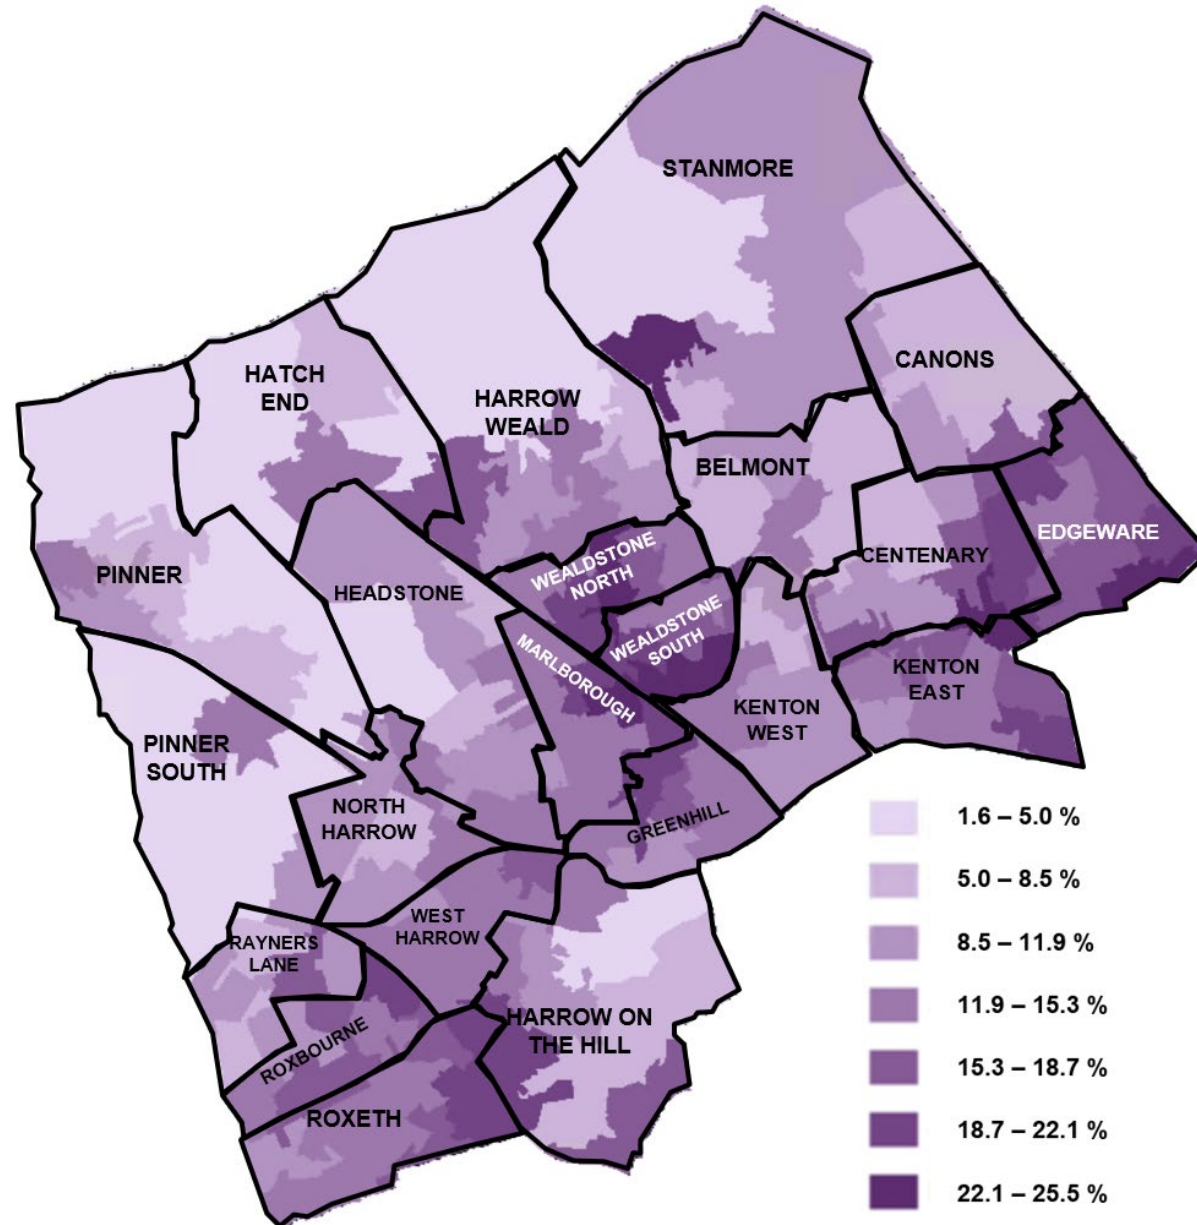 STANMORE
CANONS
HATCH
END
HARROW
WEALD
BELMONT
EDGEWARE
CENTENARY
WEALDSTONE
NORTH
PINNER
HEADSTONE
WEALDSTONE
SOUTH
MARLBOROUGH
KENTON
EAST
KENTON
WEST
PINNER
SOUTH
NORTH
HARROW
GREENHILL
WEST
HARROW
RAYNERS
LANE
HARROW ON
THE HILL
ROXBOURNE
ROXETH
1.6 – 5.0 %
5.0 – 8.5 %
8.5 – 11.9 %
11.9 – 15.3 %
15.3 – 18.7 %
18.7 – 22.1 %
22.1 – 25.5 %